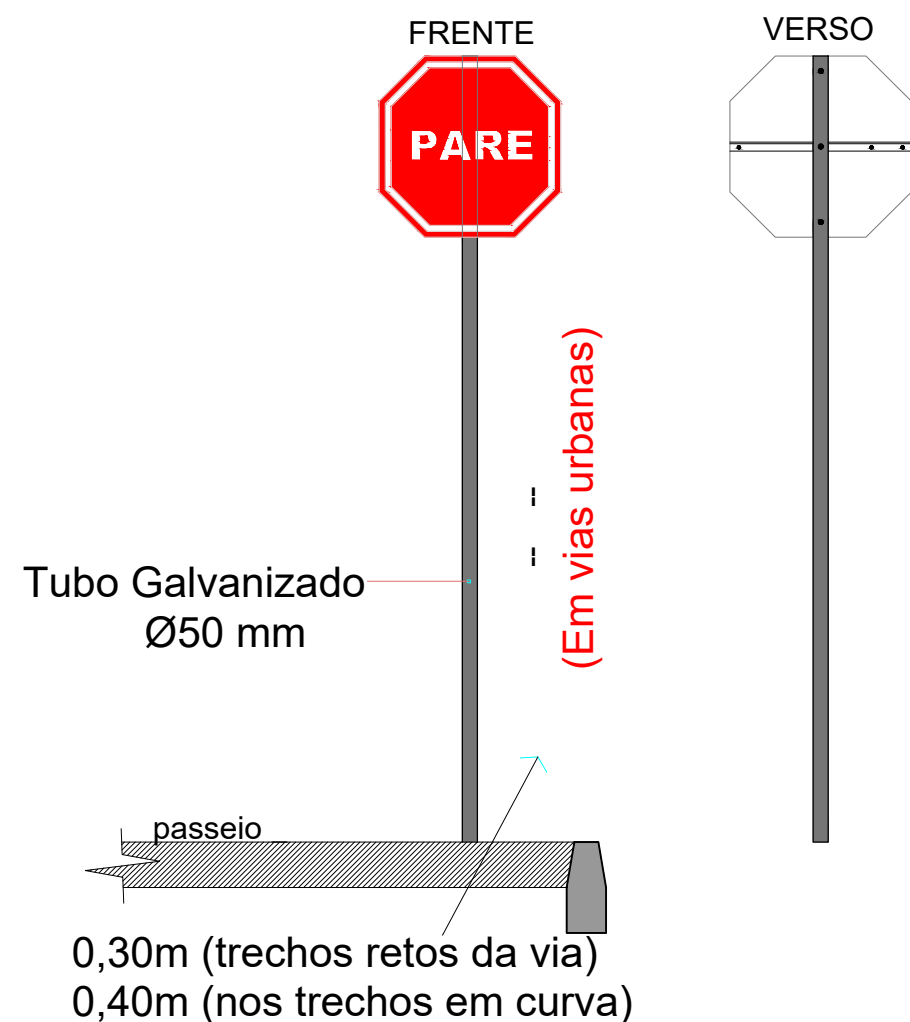 FRENTE
VERSO
PARE
(Em vias urbanas)
Tubo Galvanizado
Ø50 mm
passeio
0,30m (trechos retos da via)
0,40m (nos trechos em curva)